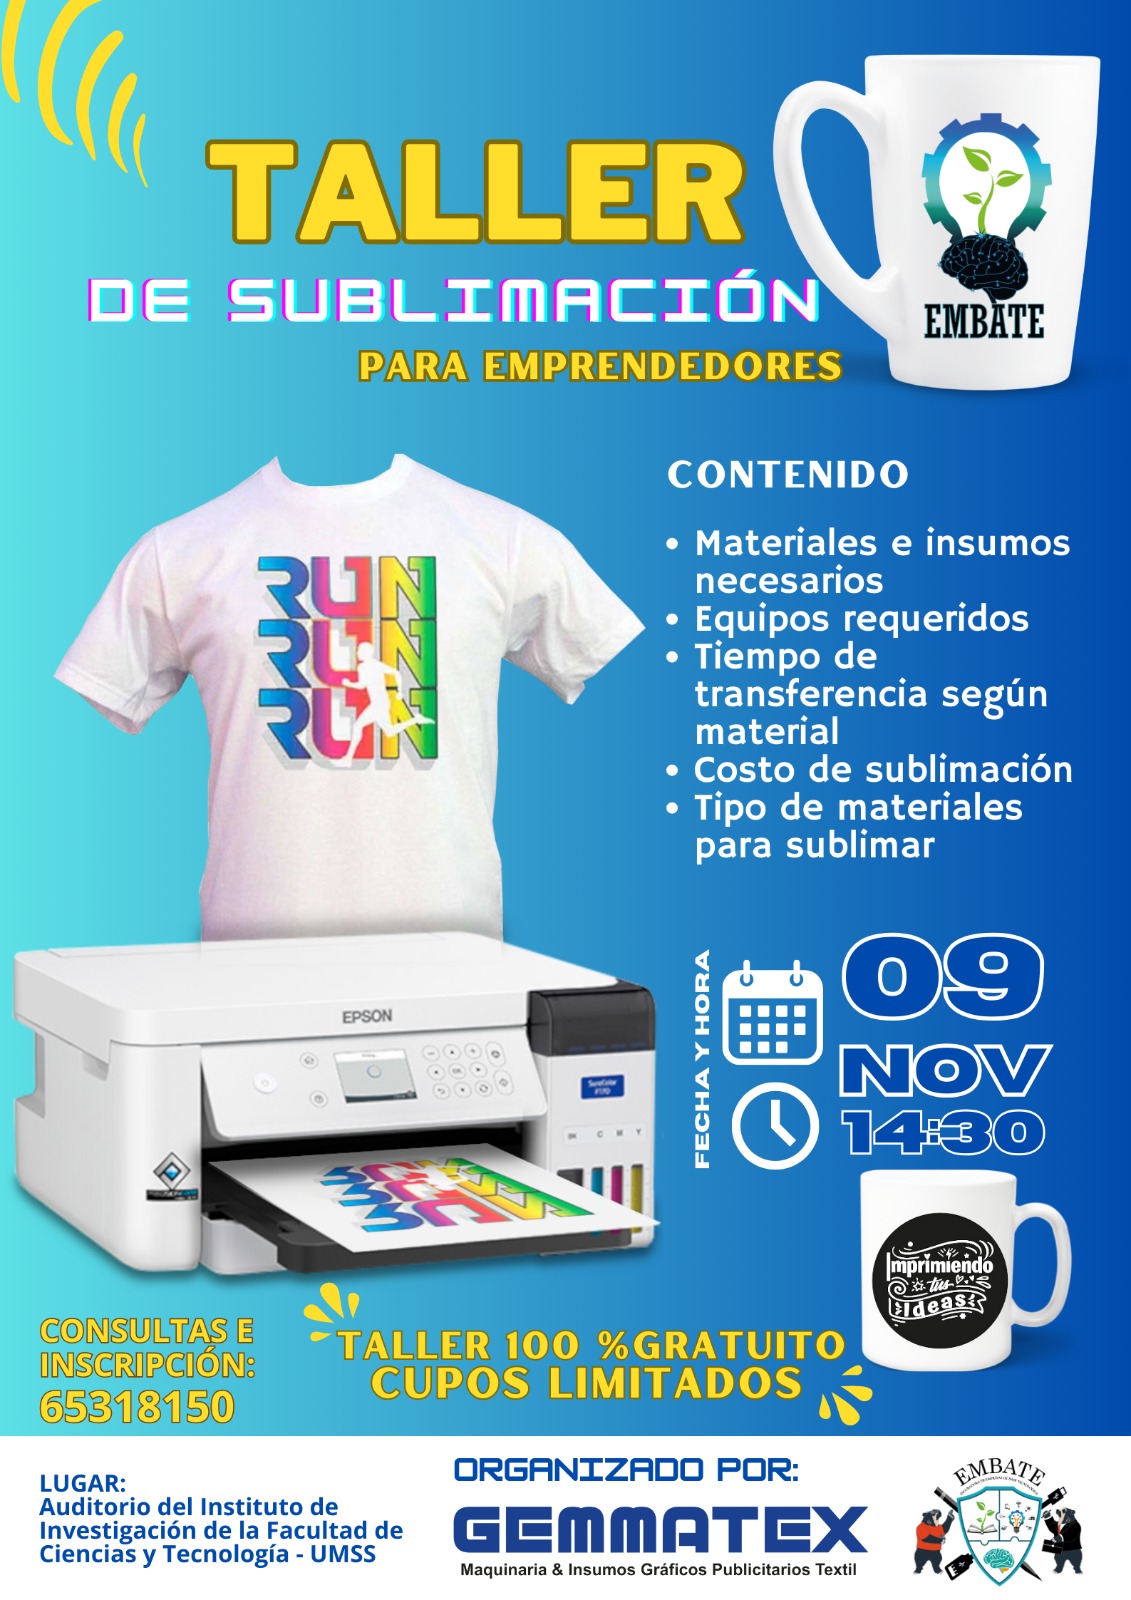 TALLER
DE SUBLIMACIÓN
PARA EMPRENDEDORES
EMBATE
CONTENIDO
• Materiales e insumos
necesarios
• Equipos requeridos
• Tiempo de
transferencia según
material
• Costo de sublimación
• Tipo de materiales
para sublimar
RUN
RUN
RUN
FECHA Y HORA
09
NOV
14:30
EPSON
SureColor
F170
BK C M Y
Imprimiendo
tus
Ideas
CONSULTAS E
INSCRIPCIÓN:
65318150
TALLER 100 %GRATUITO
CUPOS LIMITADOS
LUGAR:
Auditorio del Instituto de
Investigación de la Facultad de
Ciencias y Tecnología - UMSS
ORGANIZADO POR:
GEMMATEX
Maquinaria & Insumos Gráficos Publicitarios Textil
EMBATE